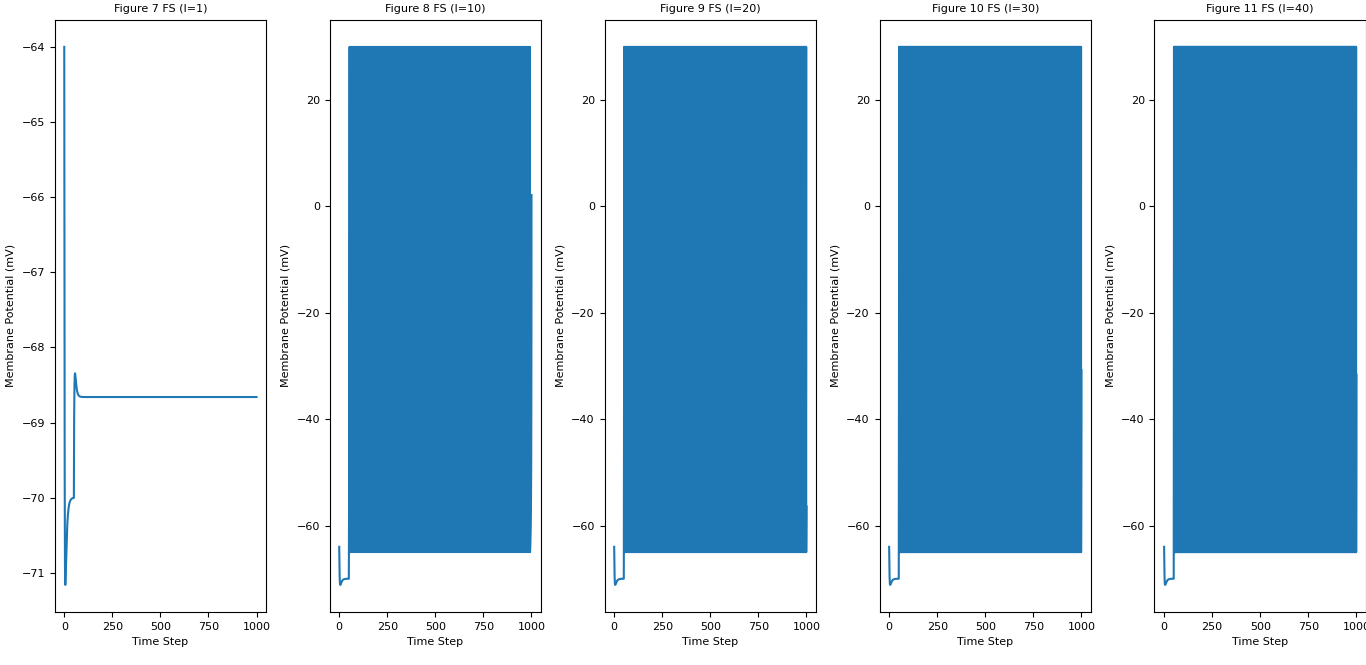 Figure 7 FS (I=1)
Membrane Potential (mV)
−64
−65
−66
−67
−68
−69
−70
−71
0 250 500 750 1000
Time Step
Figure 8 FS (I=10)
Membrane Potential (mV)
20
0
−20
−40
−60
0 250 500 750 1000
Time Step
Figure 9 FS (I=20)
Membrane Potential (mV)
20
0
−20
−40
−60
0 250 500 750 1000
Time Step
Figure 10 FS (I=30)
Membrane Potential (mV)
20
0
−20
−40
−60
0 250 500 750 1000
Time Step
Figure 11 FS (I=40)
Membrane Potential (mV)
20
0
−20
−40
−60
0 250 500 750 1000
Time Step